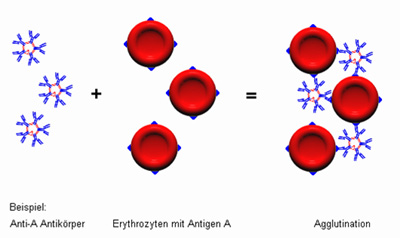 +
=
Beispiel:
Anti-A Antikörper
Erythrozyten mit Antigen A
Agglutination